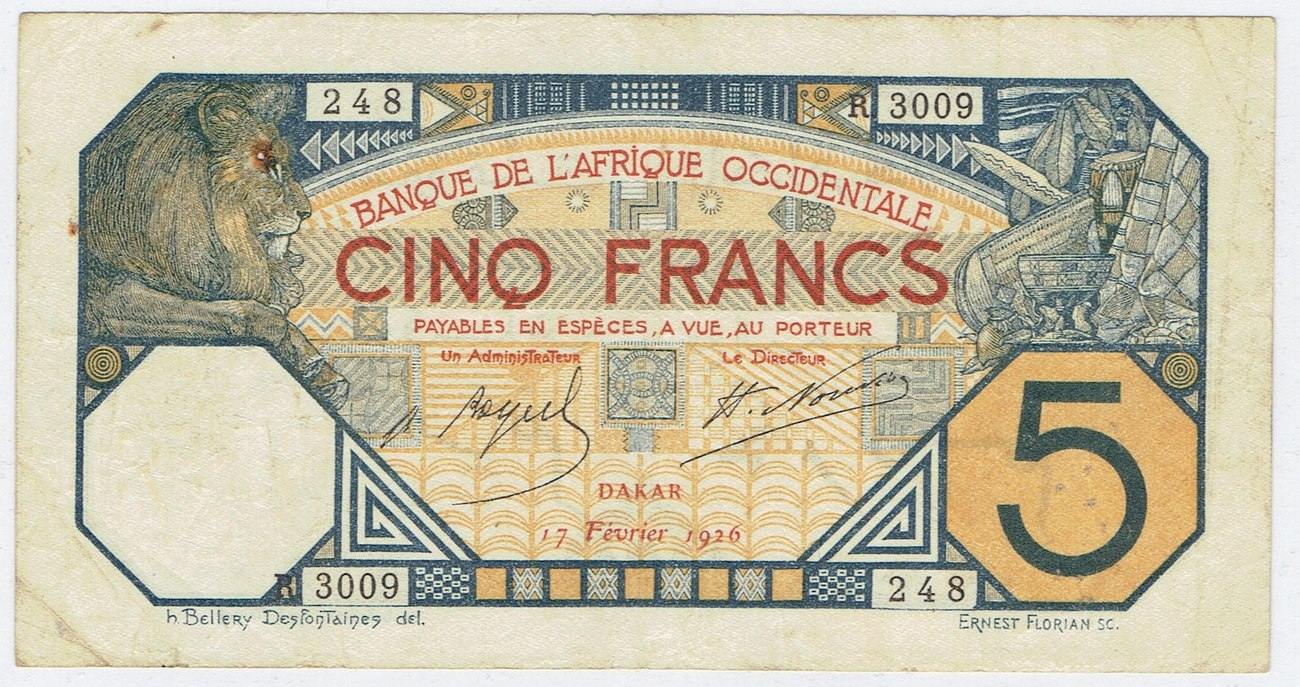 248
R 3009
BANQUE DE L'AFRIQUE OCCIDENTALE
CINQ FRANCS
PAYABLES EN ESPÈCES, A VUE, AU PORTEUR
Un Administrateur
Le Directeur
DAKAR
17 Février 1926
5
R 3009
248
h. Bellery Desfontaines del.
ERNEST FLORIAN SC.